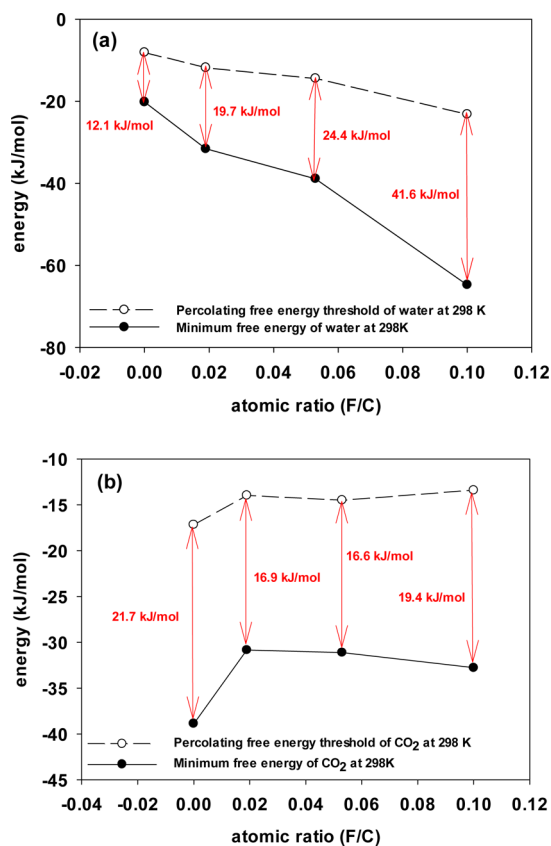 (a)
0
-20
-40
-60
-80
energy (kJ/mol)
12.1 kJ/mol
19.7 kJ/mol
24.4 kJ/mol
41.6 kJ/mol
Percolating free energy threshold of water at 298 K
Minimum free energy of water at 298K
-0.02 0.00 0.02 0.04 0.06 0.08 0.10 0.12
atomic ratio (F/C)
(b)
-10
-15
-20
-25
-30
-35
-40
-45
energy (kJ/mol)
21.7 kJ/mol
16.9 kJ/mol
16.6 kJ/mol
19.4 kJ/mol
Percolating free energy threshold of CO2 at 298 K
Minimum free energy of CO2 at 298K
-0.04 -0.02 0.00 0.02 0.04 0.06 0.08 0.10 0.12
atomic ratio (F/C)